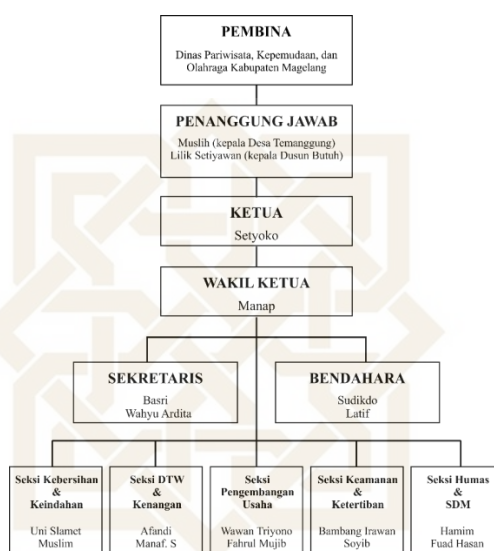 PEMBINA
Dinas Pariwisata, Kepemudaan, dan
Olahraga Kabupaten Magelang
PENANGGUNG JAWAB
Muslih (kepala Desa Temanggung)
Lilik Setiyawan (kepala Dusun Butuh)
KETUA
Setyoko
WAKIL KETUA
Manap
SEKRETARIS
Basri
Wahyu Ardita
BENDAHARA
Sudikdo
Latif
Seksi Kebersihan
&
Keindahan
Uni Slamet
Muslim
Seksi DTW
&
Kenangan
Afandi
Manaf. S
Seksi
Pengembangan
Usaha
Wawan Triyono
Fahrul Mujib
Seksi Keamanan
&
Ketertiban
Bambang Irawan
Soyib
Seksi Humas
&
SDM
Hamim
Fuad Hasan